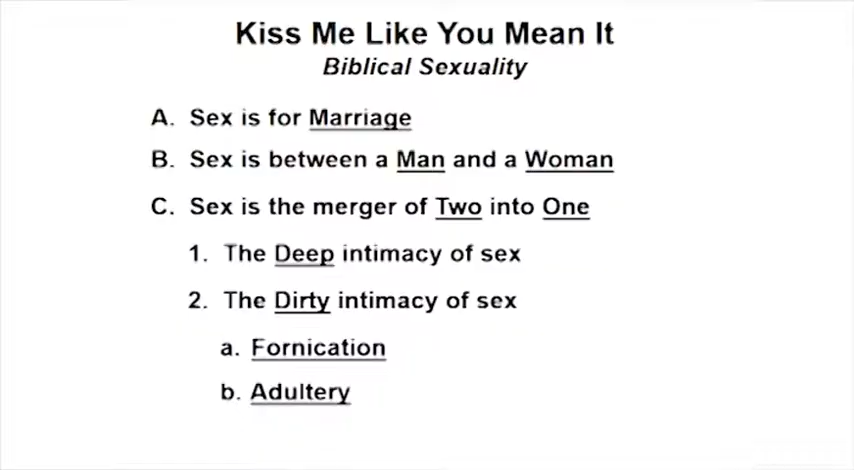 Kiss Me Like You Mean It
Biblical Sexuality
A. Sex is for Marriage
B. Sex is between a Man and a Woman
C. Sex is the merger of Two into One
1. The Deep intimacy of sex
2. The Dirty intimacy of sex
a. Fornication
b. Adultery